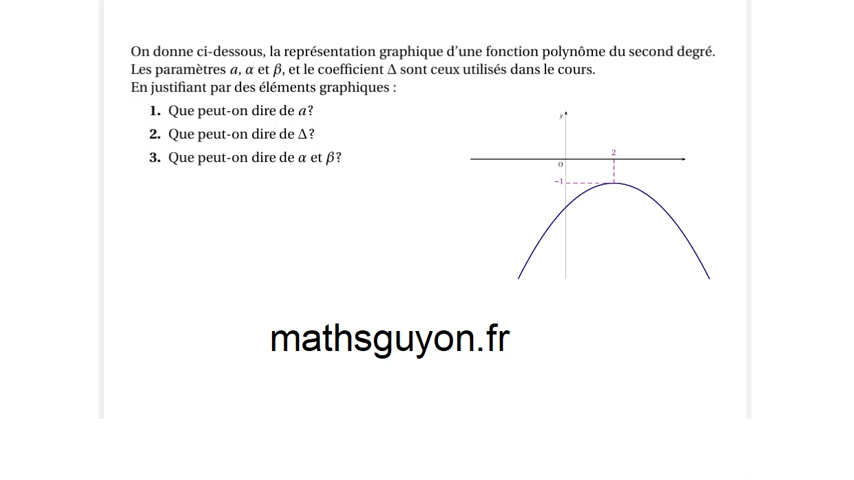 On donne ci-dessous, la représentation graphique d'une fonction polynôme du second degré.
Les paramètres a, α et β, et le coefficient Δ sont ceux utilisés dans le cours.
En justifiant par des éléments graphiques :
1. Que peut-on dire de a?
2. Que peut-on dire de Δ?
3. Que peut-on dire de α et β?
y
2
O
−1
mathsguyon.fr